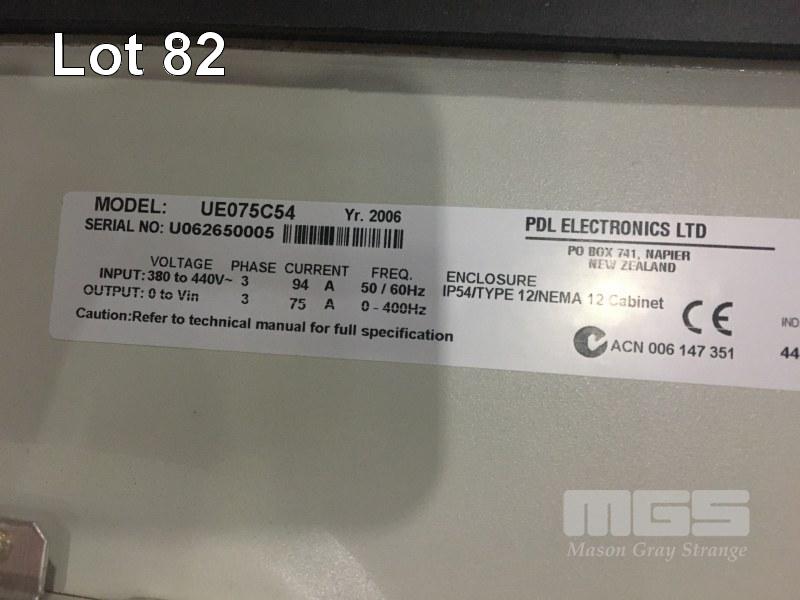 Lot 82
MODEL: UE075C54 Yr. 2006
SERIAL NO: U062650005
PDL ELECTRONICS LTD
PO BOX 741, NAPIER
NEW ZEALAND
VOLTAGE PHASE CURRENT FREQ.
INPUT: 380 to 440V~ 3 94 A 50 / 60Hz
OUTPUT: 0 to Vin 3 75 A 0 - 400Hz
ENCLOSURE
IP54/TYPE 12/NEMA 12 Cabinet
Caution:Refer to technical manual for full specification
CE
ACN 006 147 351
IND
44
MGS
Mason Gray Strange